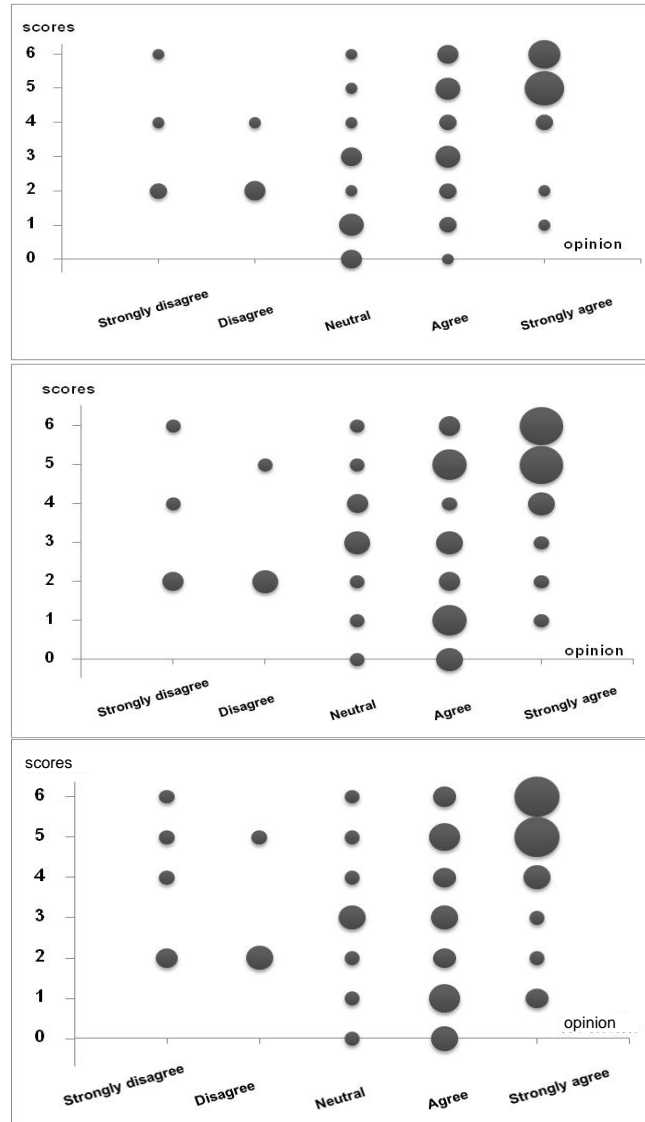 scores
6
5
4
3
2
1
0
opinion
Strongly disagree
Disagree
Neutral
Agree
Strongly agree
scores
6
5
4
3
2
1
0
opinion
Strongly disagree
Disagree
Neutral
Agree
Strongly agree
scores
6
5
4
3
2
1
0
opinion
Strongly disagree
Disagree
Neutral
Agree
Strongly agree